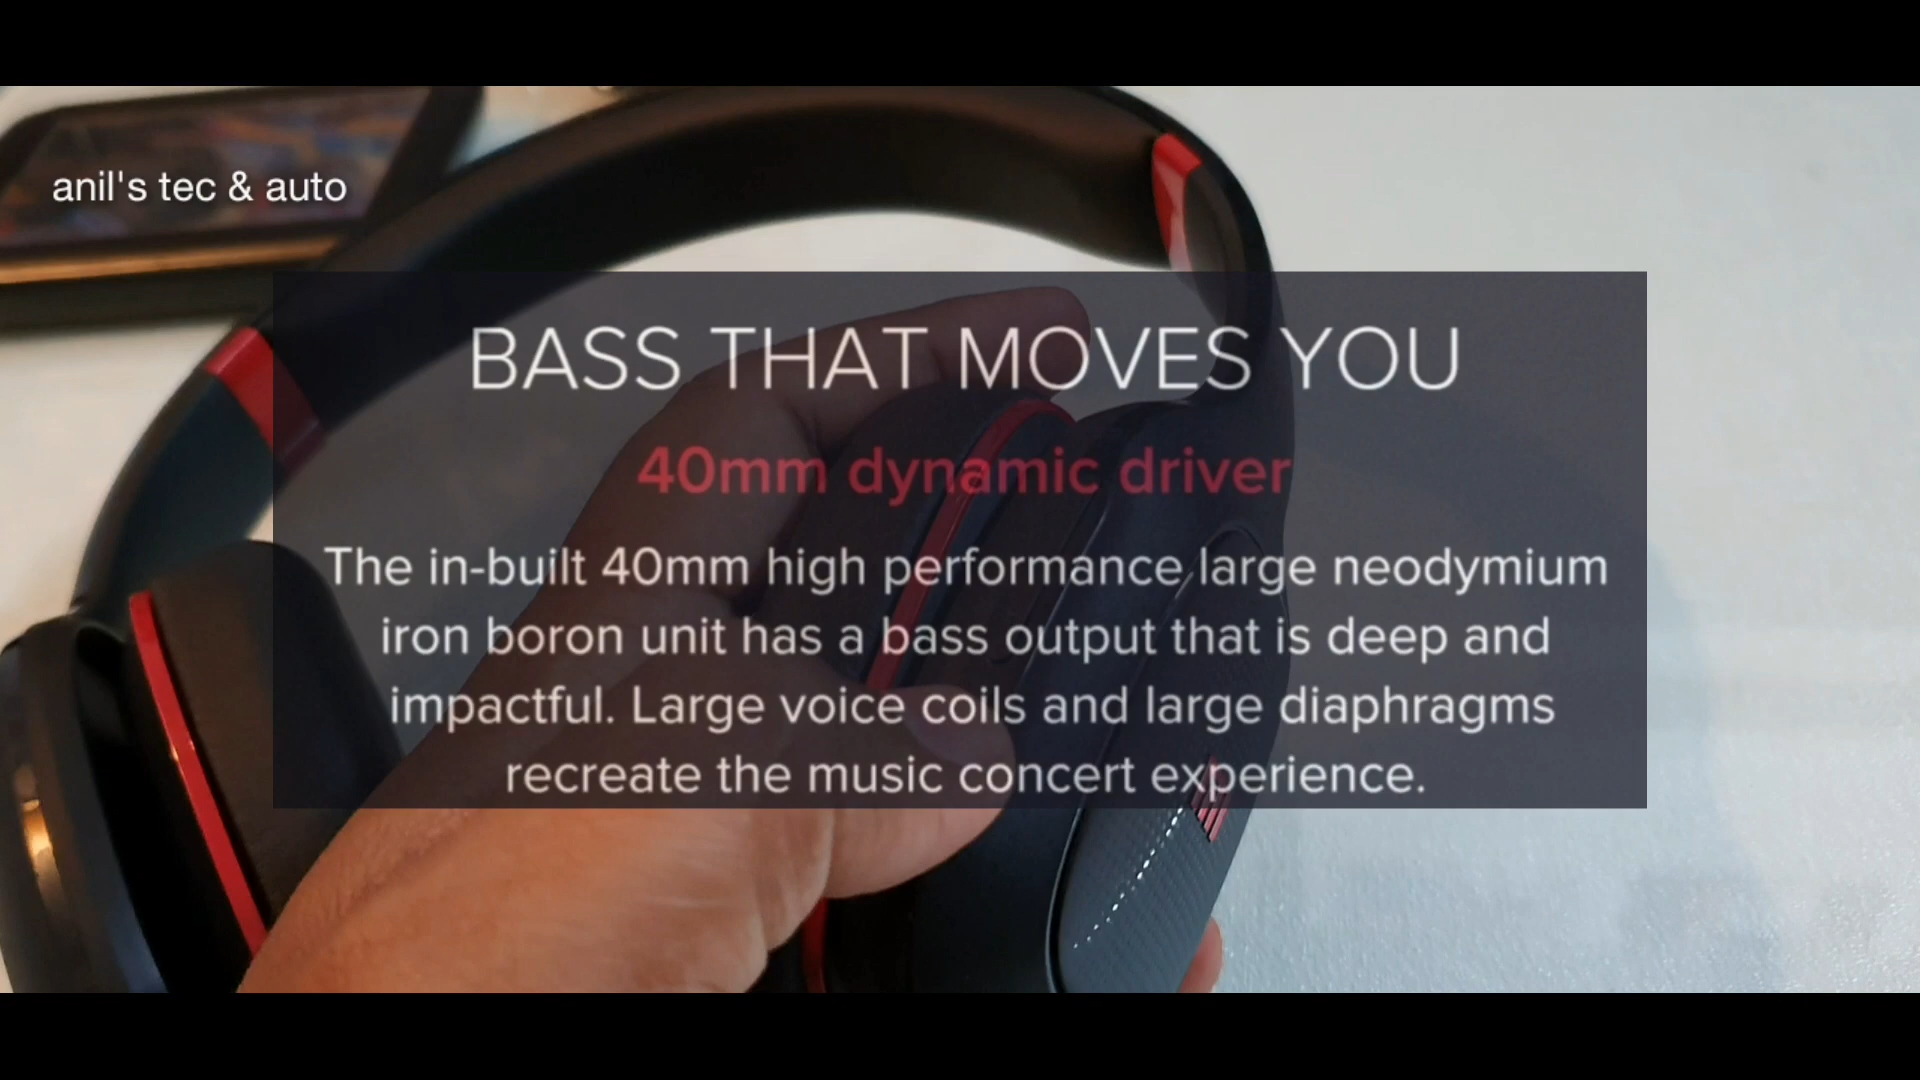 anil's tec & auto
BASS THAT MOVES YOU
40mm dynamic driver
The in-built 40mm high performance large neodymium
iron boron unit has a bass output that is deep and
impactful. Large voice coils and large diaphragms
recreate the music concert experience.